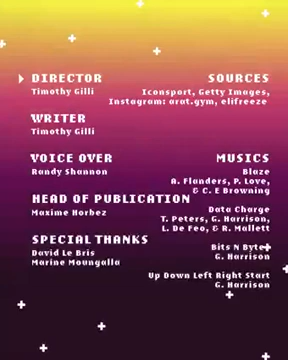 DIRECTOR
Timothy Gilli
WRITER
Timothy Gilli
VOICE OVER
Randy Shannon
HEAD OF PUBLICATION
Maxime Horbez
SPECIAL THANKS
David Le Bris
Marine Moungalla
SOURCES
Iconsport, Getty Images,
Instagram: arat.gym, elifreeze
MUSICS
Blaze
A. Flanders, P. Love,
& C. E Browning
Data Charge
T. Peters, G. Harrison,
L. De Feo, & R. Mallett
Bits N Bytes
G. Harrison
Up Down Left Right Start
G. Harrison